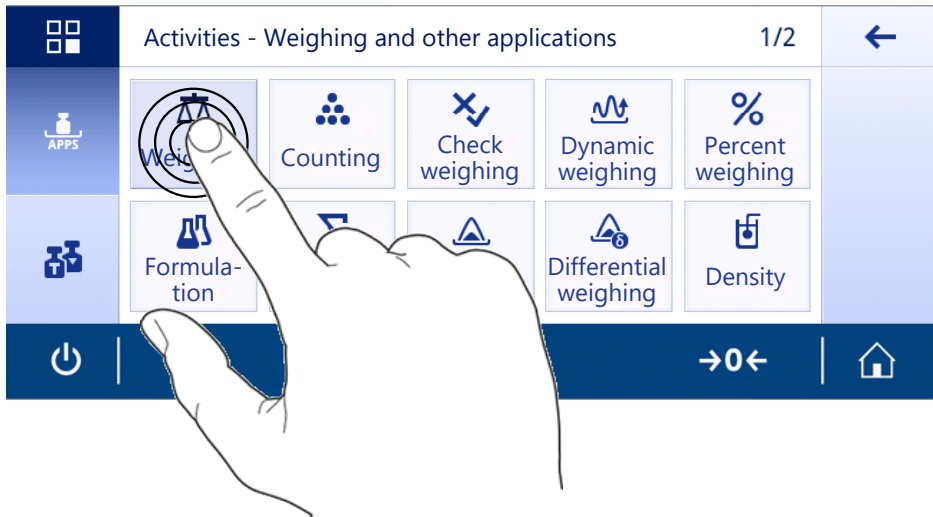 Activities - Weighing and other applications
1/2
APPS
Counting
Check
weighing
Dynamic
weighing
Percent
weighing
Formula-
tion
Differential
weighing
Density
→0←